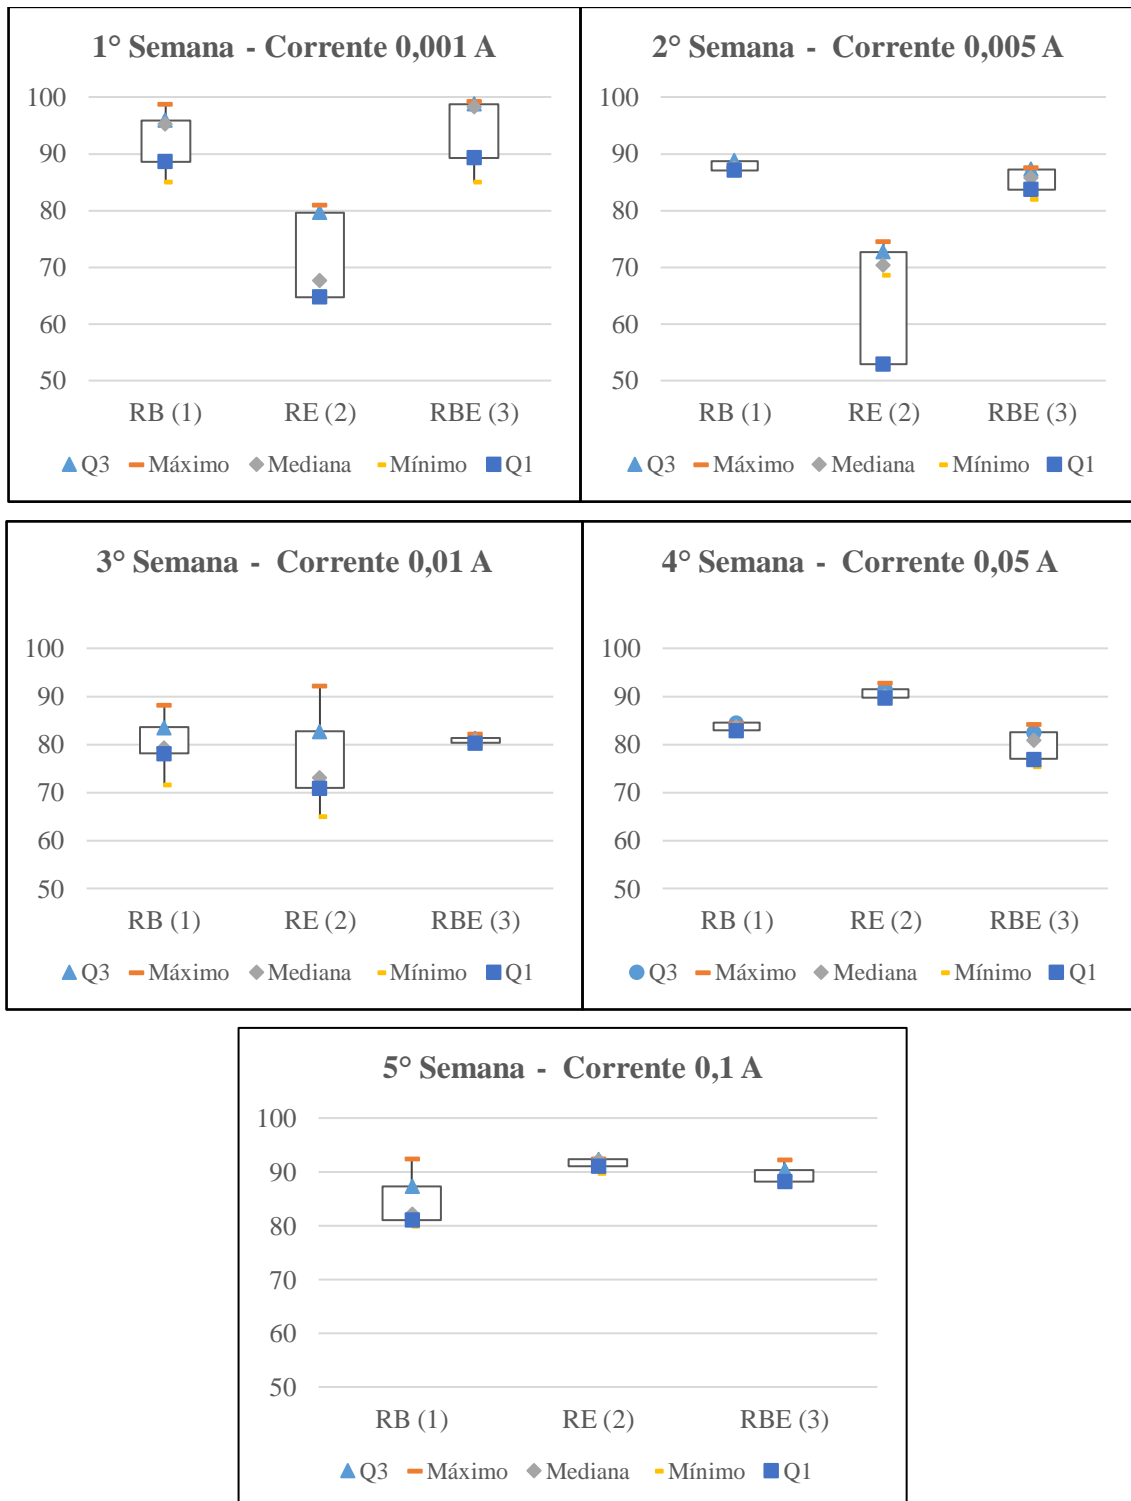 1° Semana - Corrente 0,001 A
100
90
80
70
60
50
RB (1) RE (2) RBE (3)
Q3 Máximo Mediana Mínimo Q1
2° Semana - Corrente 0,005 A
100
90
80
70
60
50
RB (1) RE (2) RBE (3)
Q3 Máximo Mediana Mínimo Q1
3° Semana - Corrente 0,01 A
100
90
80
70
60
50
RB (1) RE (2) RBE (3)
Q3 Máximo Mediana Mínimo Q1
4° Semana - Corrente 0,05 A
100
90
80
70
60
50
RB (1) RE (2) RBE (3)
Q3 Máximo Mediana Mínimo Q1
5° Semana - Corrente 0,1 A
100
90
80
70
60
50
RB (1) RE (2) RBE (3)
Q3 Máximo Mediana Mínimo Q1